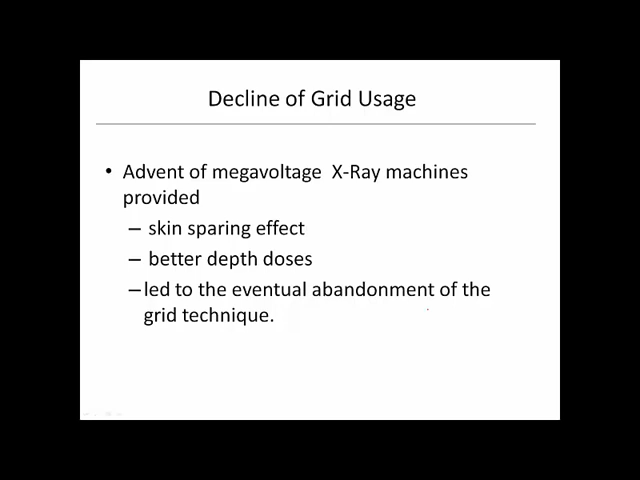 Decline of Grid Usage
• Advent of megavoltage X-Ray machines
provided
– skin sparing effect
– better depth doses
–led to the eventual abandonment of the
grid technique.